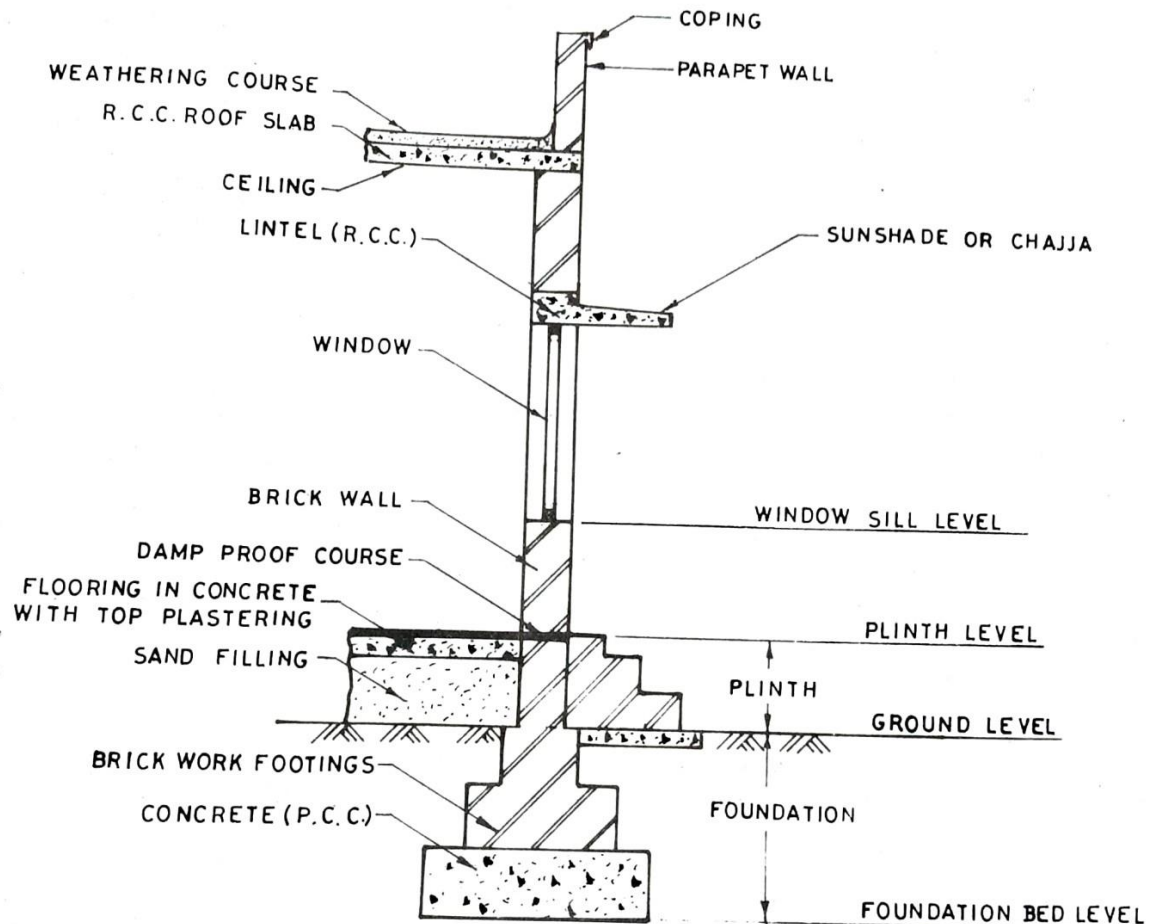 COPING
PARAPET WALL
WEATHERING COURSE
R.C.C. ROOF SLAB
CEILING
LINTEL (R.C.C.)
SUNSHADE OR CHAJJA
WINDOW
BRICK WALL
WINDOW SILL LEVEL
DAMP PROOF COURSE
FLOORING IN CONCRETE
WITH TOP PLASTERING
PLINTH LEVEL
SAND FILLING
PLINTH
GROUND LEVEL
BRICK WORK FOOTINGS
CONCRETE (P.C.C.)
FOUNDATION
FOUNDATION BED LEVEL